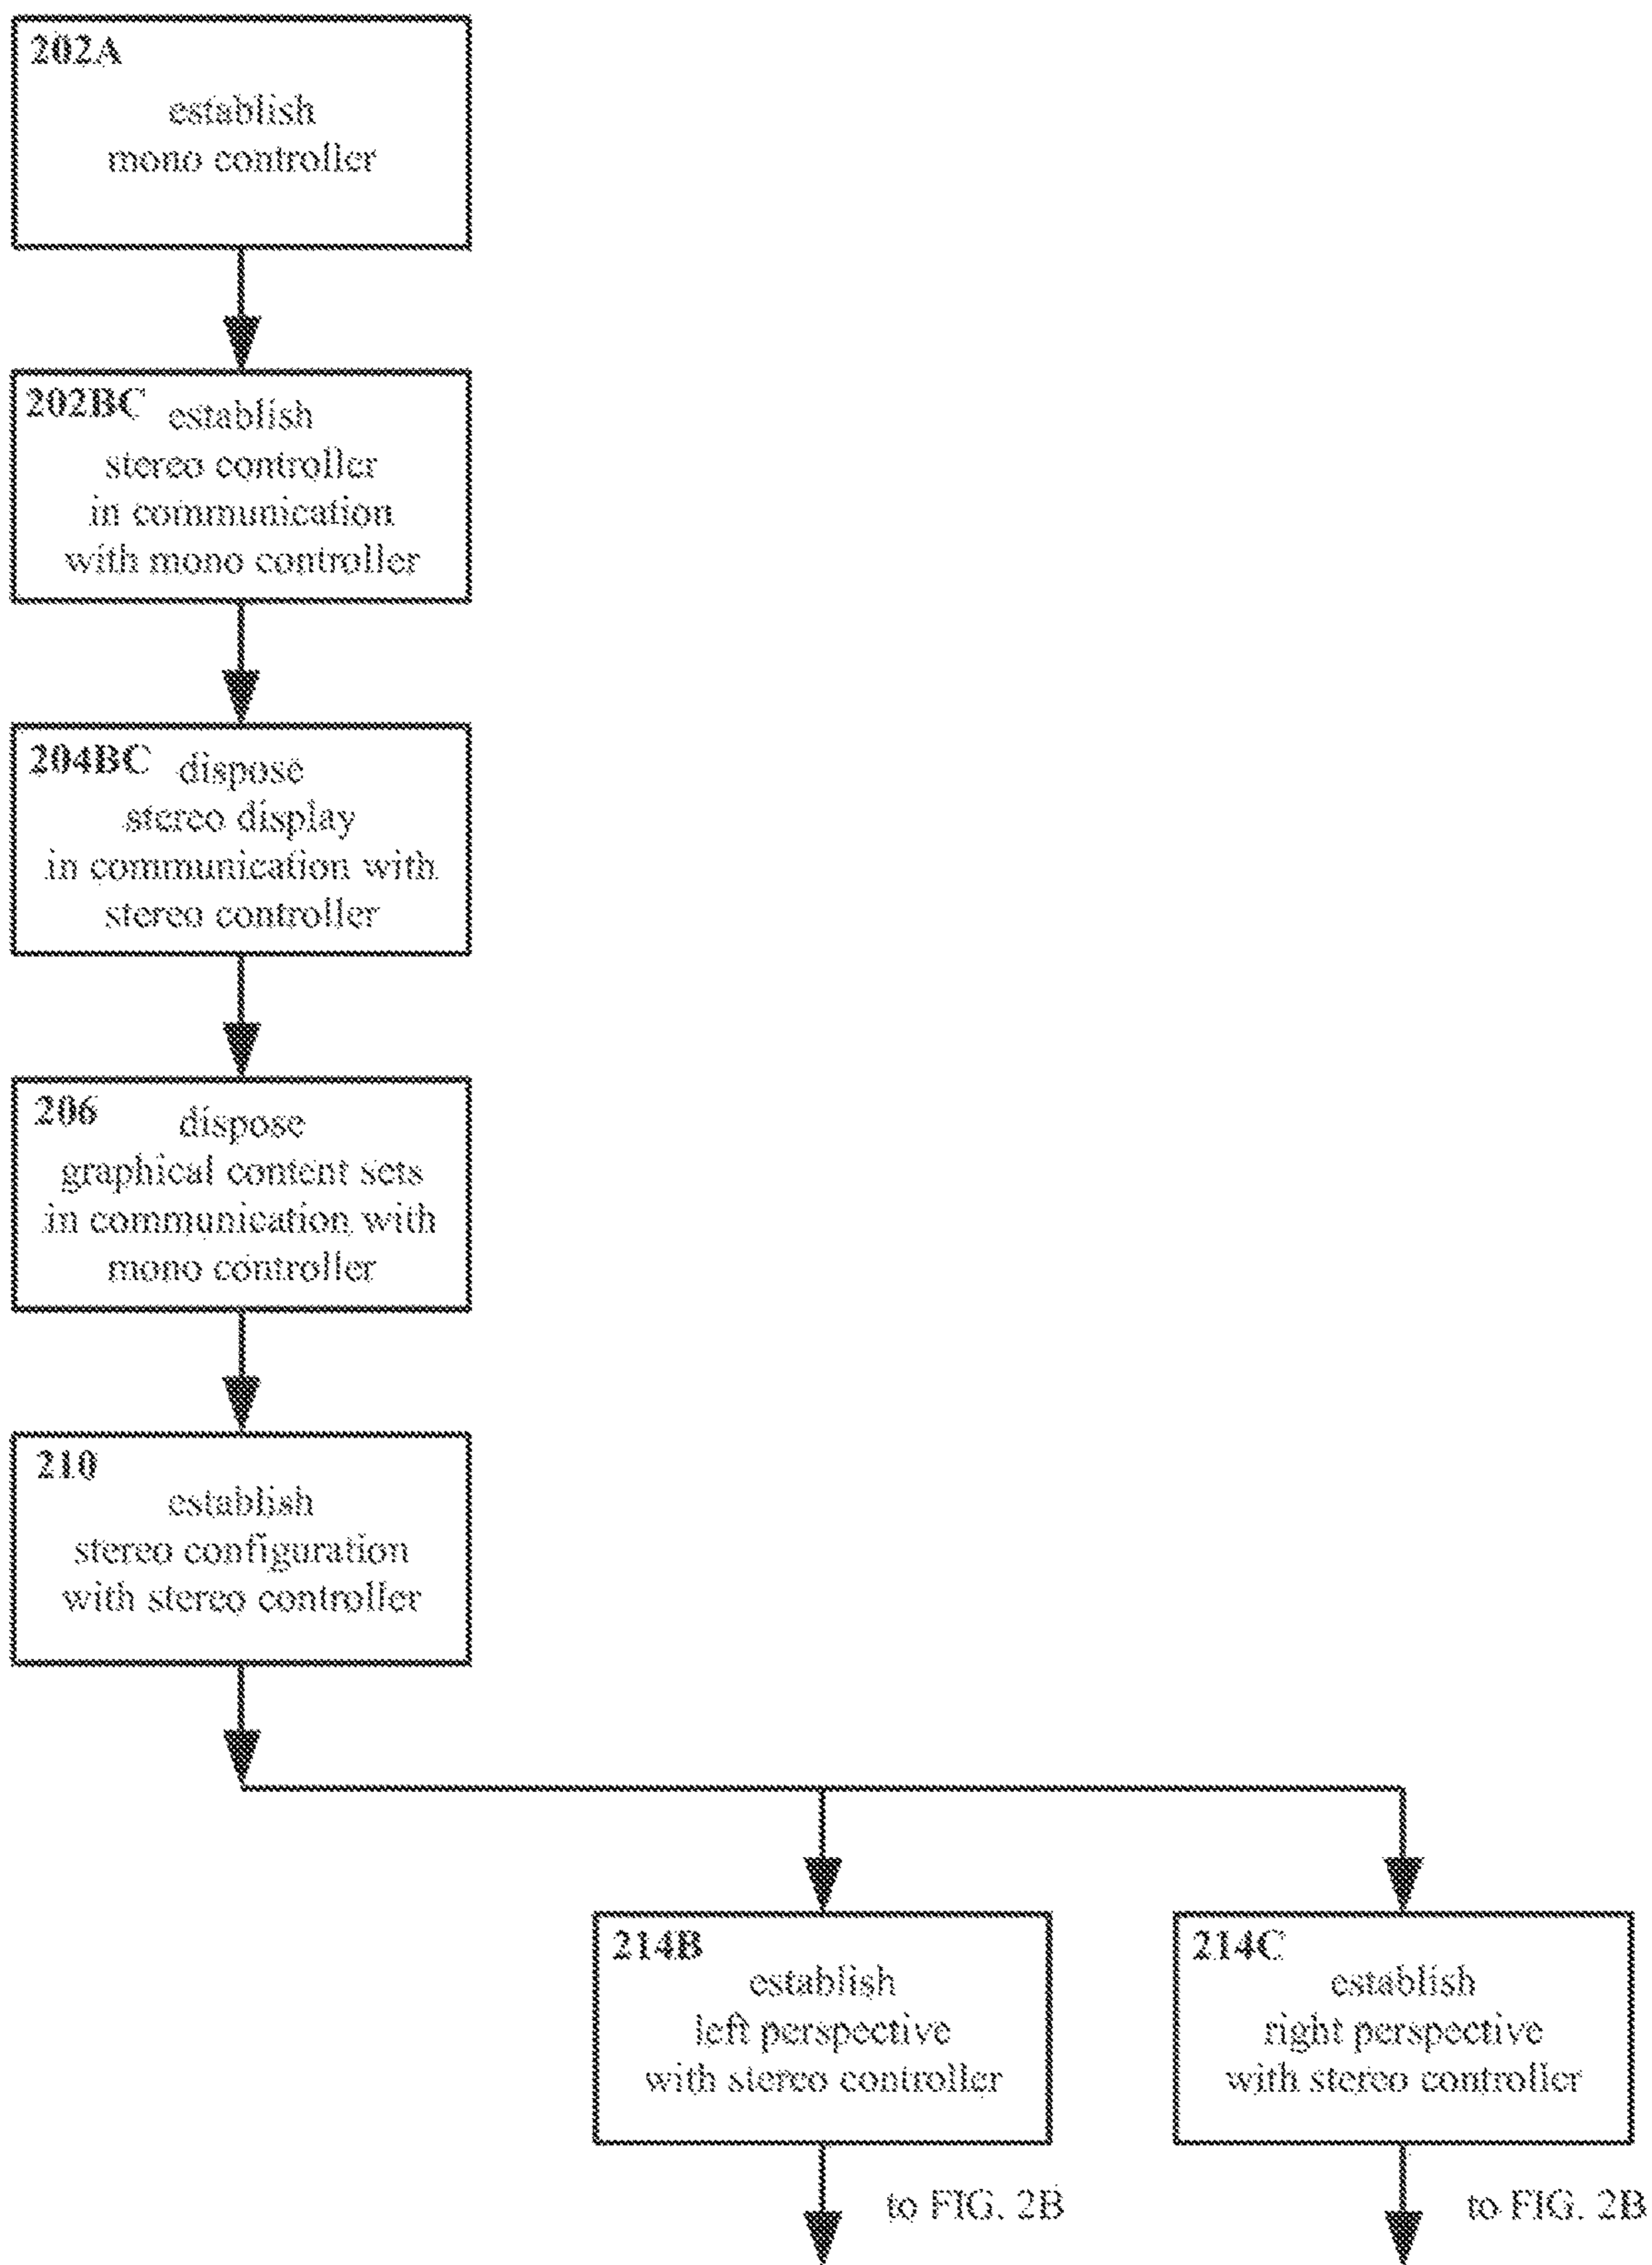 202A
establish
mono controller
202BC establish
stereo controller
in communication
with mono controller
204BC dispose
stereo display
in communication with
stereo controller
206 dispose
graphical content sets
in communication with
mono controller
210
establish
stereo configuration
with stereo controller
214B
establish
left perspective
with stereo controller
214C
establish
right perspective
with stereo controller
to FIG. 2B
to FIG. 2B